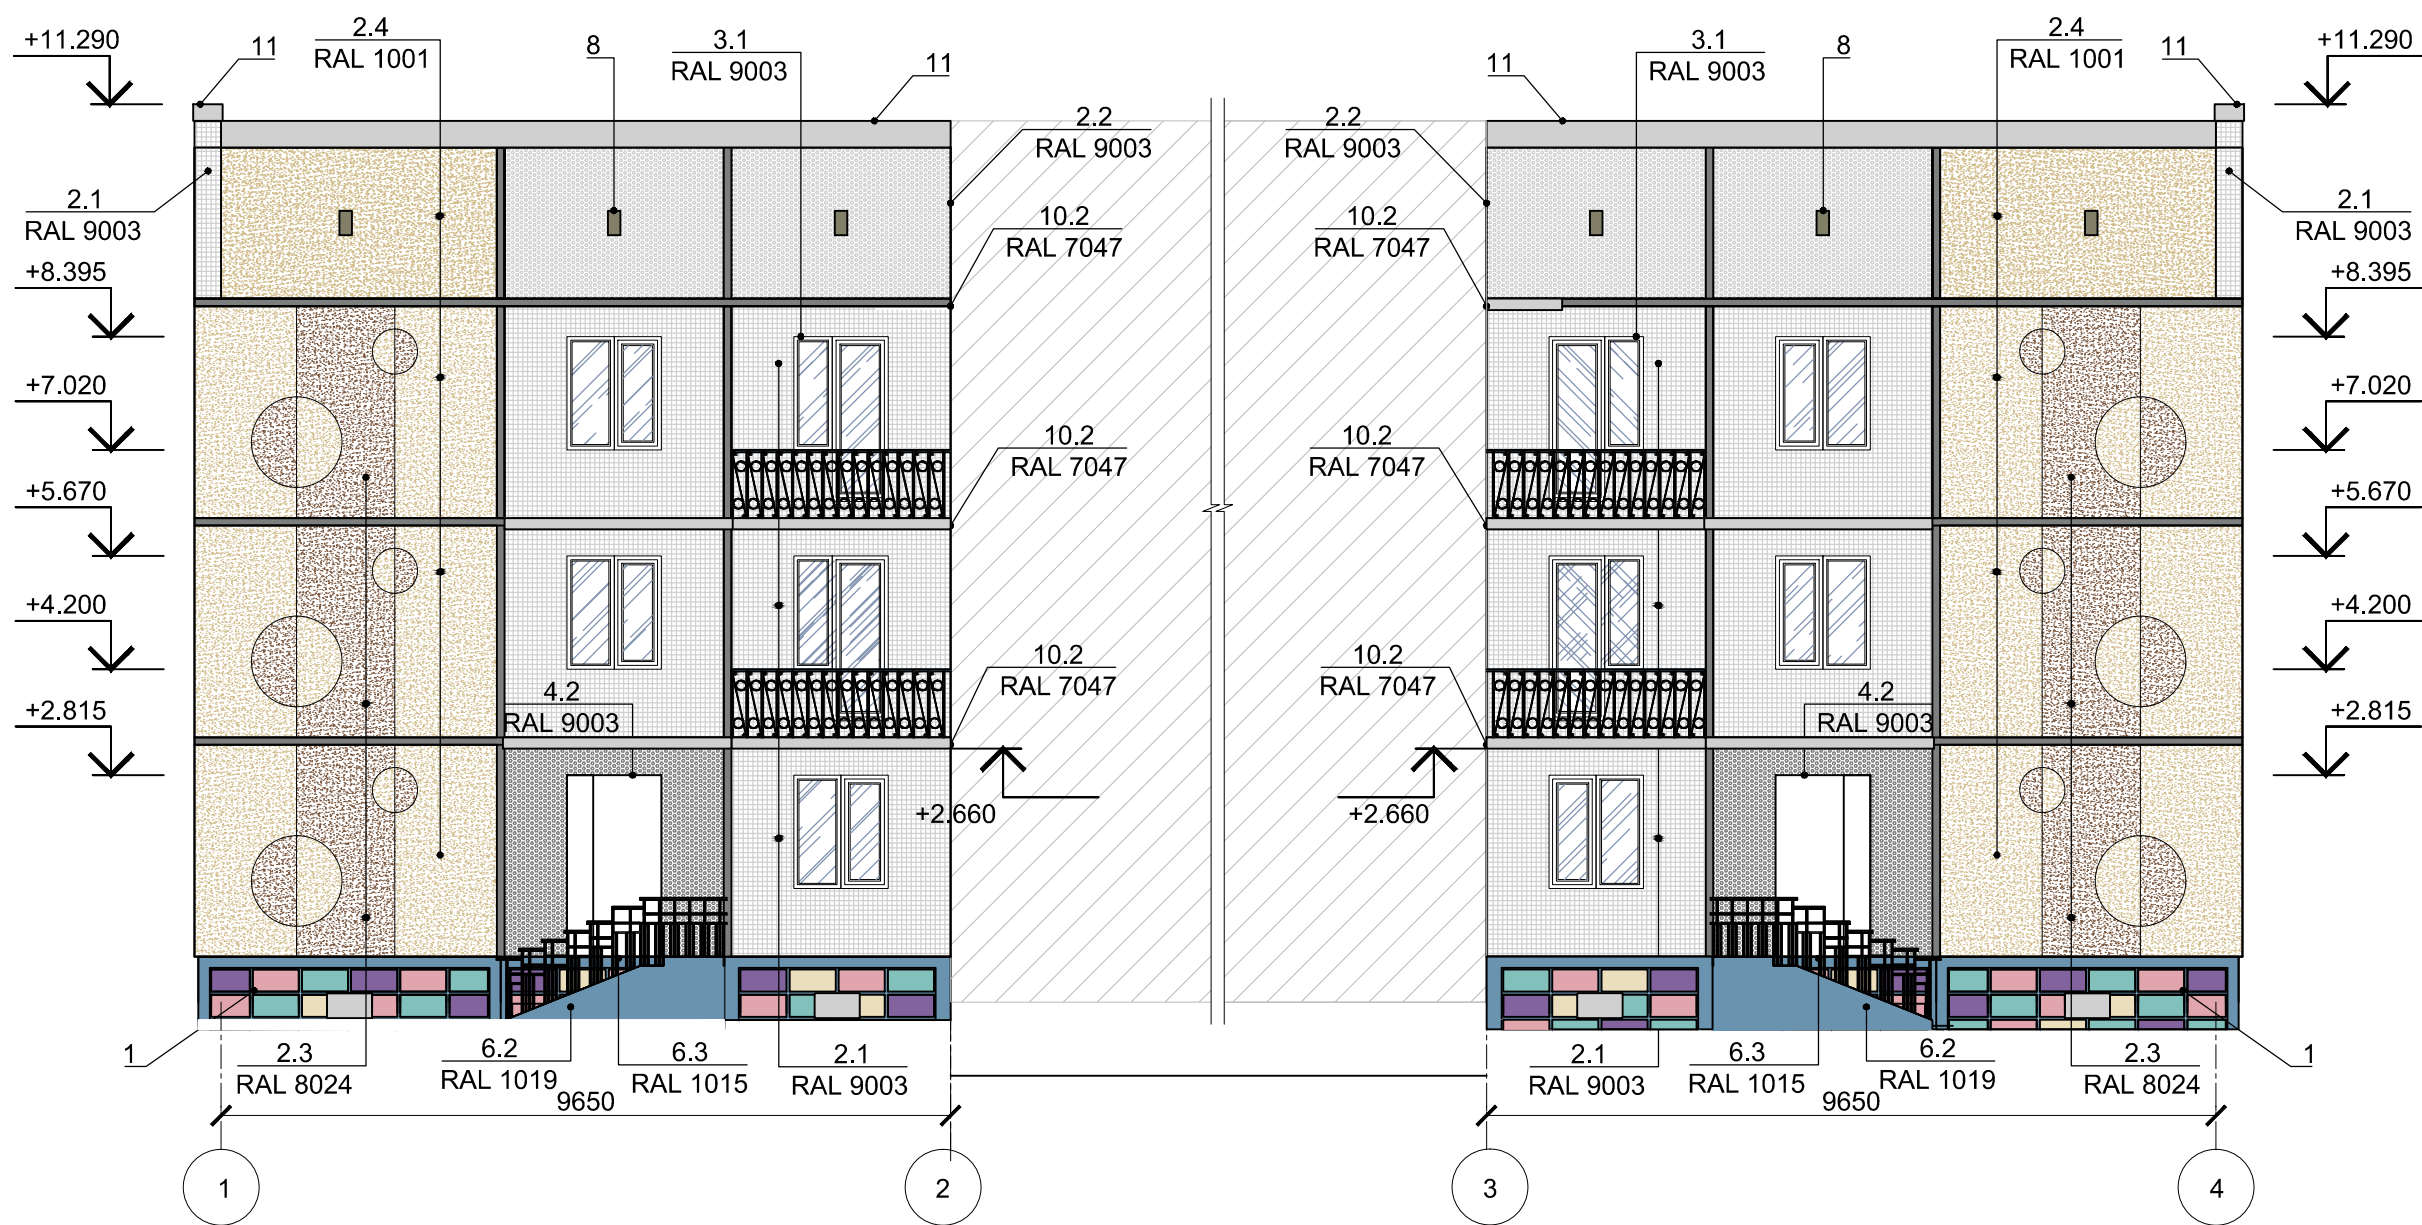 +11.290
11
2.4
RAL 1001
8
3.1
RAL 9003
11
11
3.1
RAL 9003
8
2.4
RAL 1001
11
+11.290
2.2
RAL 9003
2.2
RAL 9003
2.1
RAL 9003
10.2
RAL 7047
10.2
RAL 7047
2.1
RAL 9003
+8.395
+8.395
+7.020
+7.020
10.2
RAL 7047
10.2
RAL 7047
+5.670
+5.670
+4.200
+4.200
10.2
RAL 7047
10.2
RAL 7047
4.2
RAL 9003
4.2
RAL 9003
+2.815
+2.815
+2.660
+2.660
1
2.3
RAL 8024
6.2
RAL 1019
6.3
RAL 1015
2.1
RAL 9003
2.1
RAL 9003
6.3
RAL 1015
6.2
RAL 1019
2.3
RAL 8024
1
9650
9650
1
2
3
4